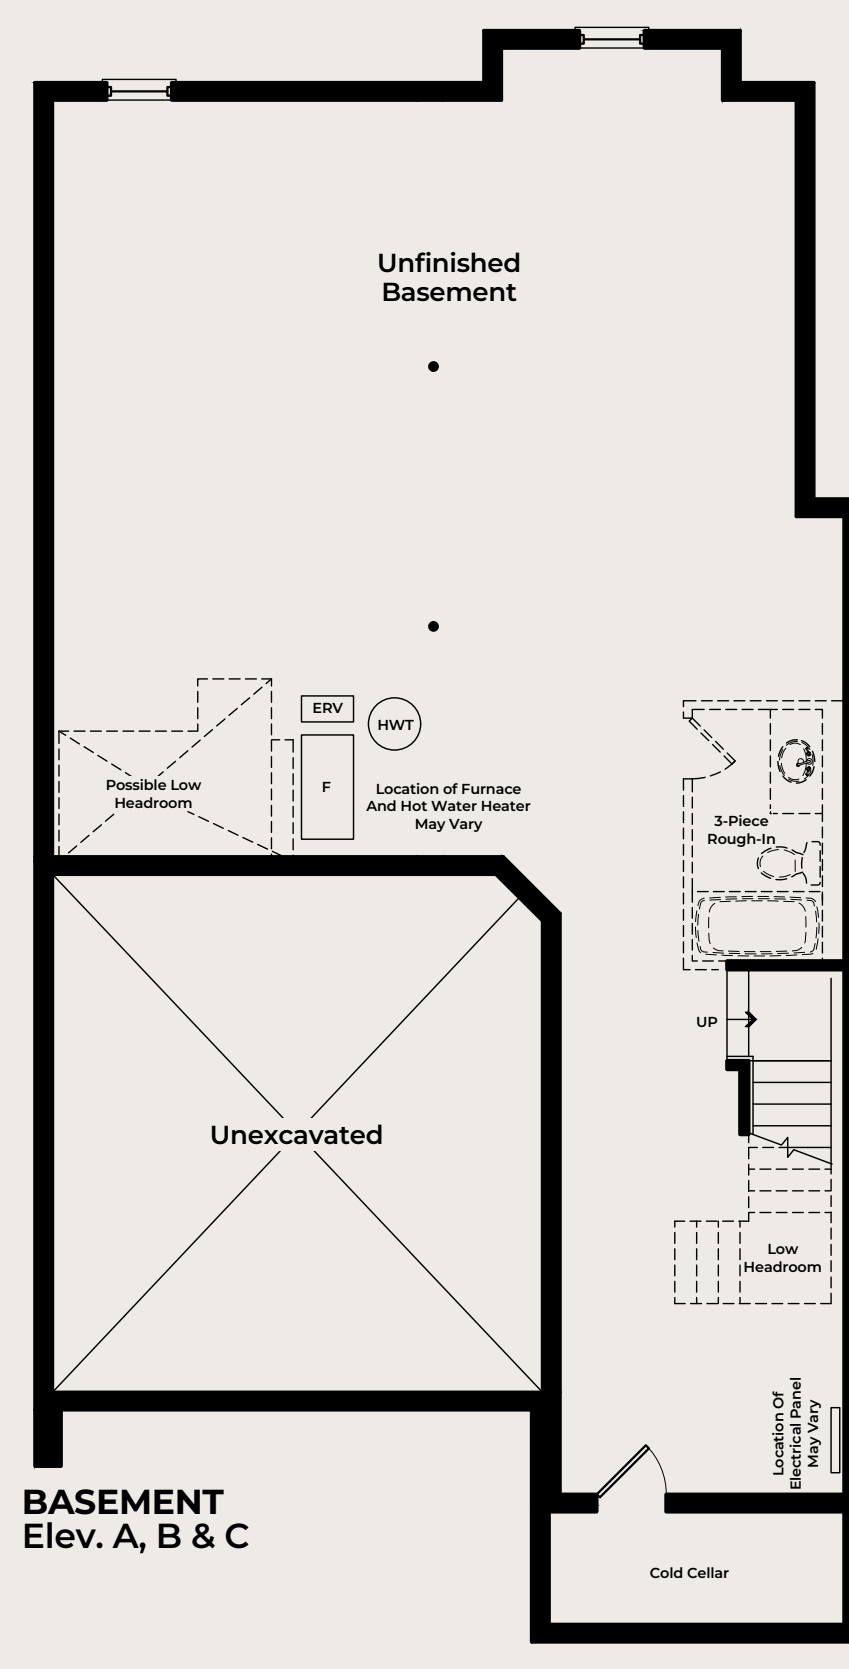 Unfinished
Basement
ERV
HWT
F
Possible Low
Headroom
Location of Furnace
And Hot Water Heater
May Vary
3-Piece
Rough-In
UP
Unexcavated
Low
Headroom
Location Of
Electrical Panel
May Vary
BASEMENT
Elev. A, B & C
Cold Cellar